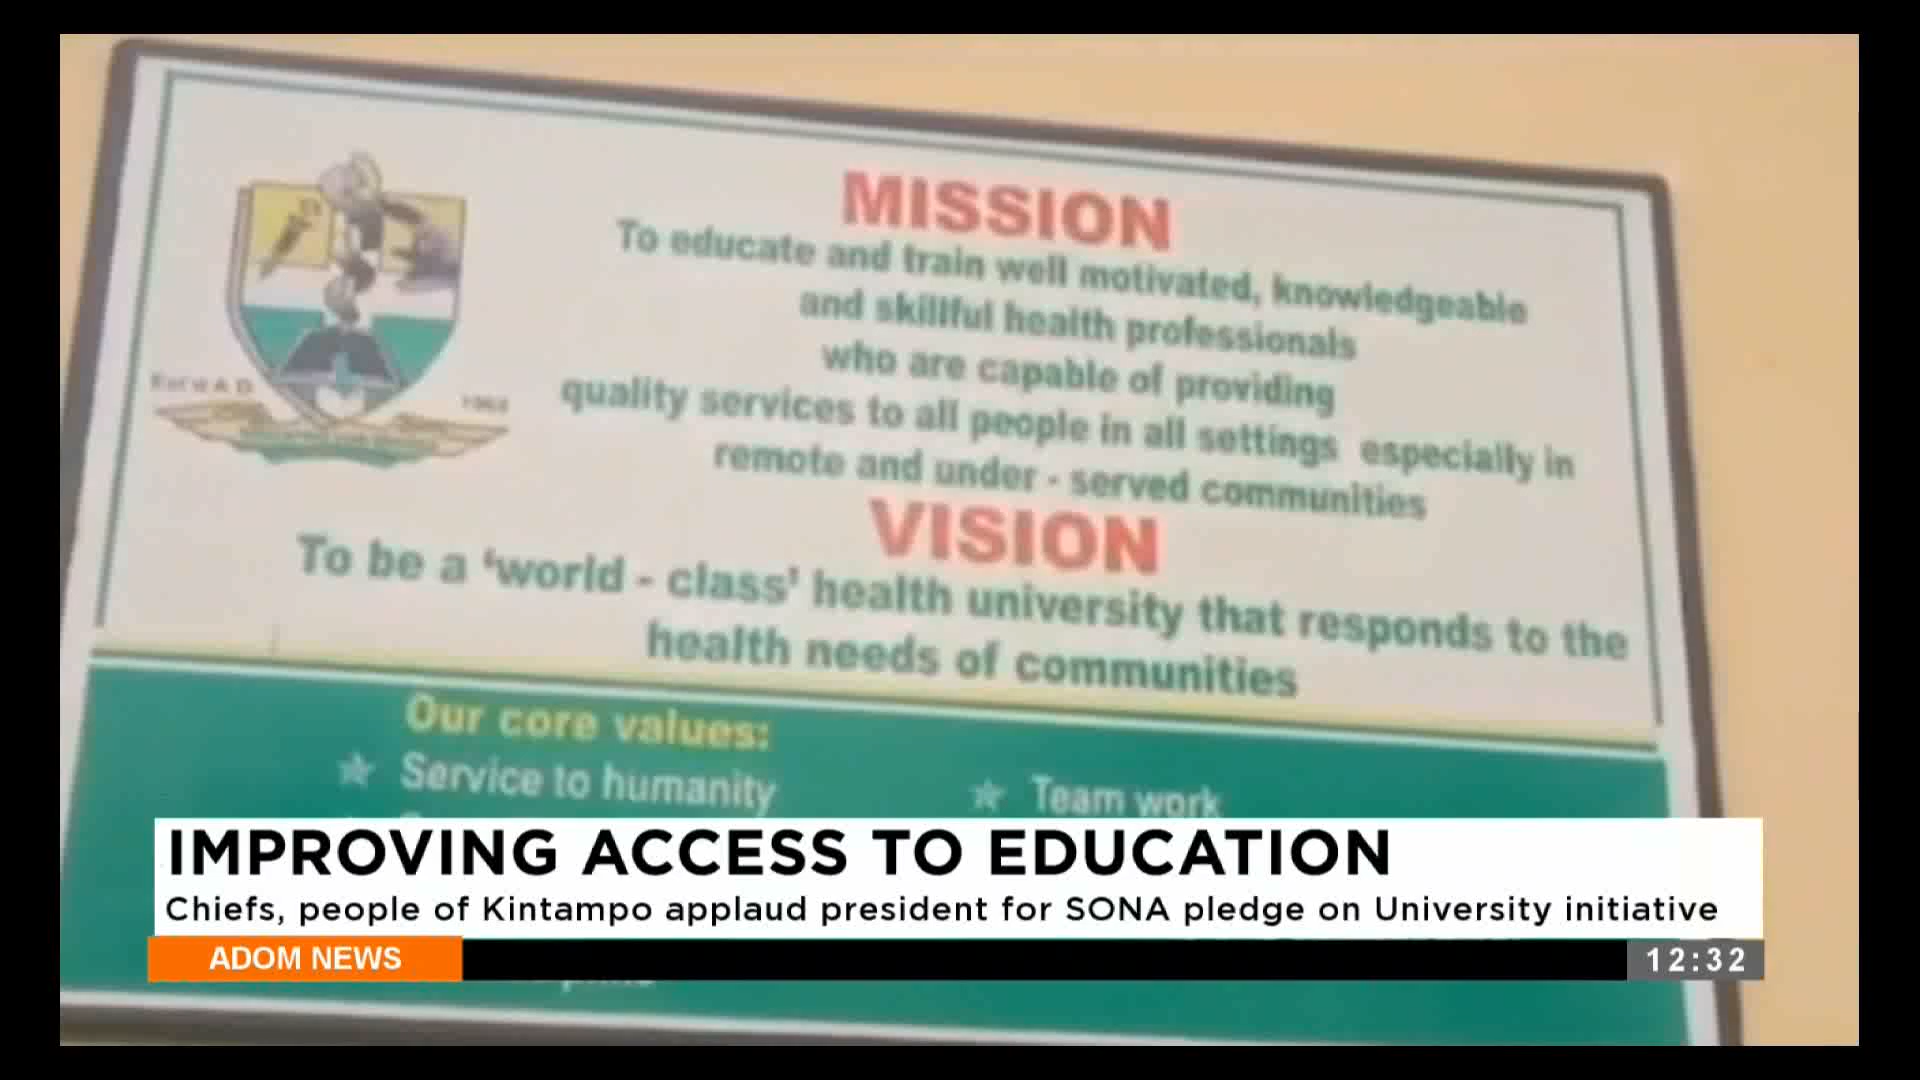 MISSION
To educate and train well motivated, knowledgeable
and skillful health professionals
who are capable of providing
quality services to all people in all settings especially in
remote and under - served communities
VISION
To be a 'world - class' health university that responds to the
health needs of communities
Our core values:
Service to humanity
Team work
IMPROVING ACCESS TO EDUCATION
Chiefs, people of Kintampo applaud president for SONA pledge on University initiative
ADOM NEWS
12:32